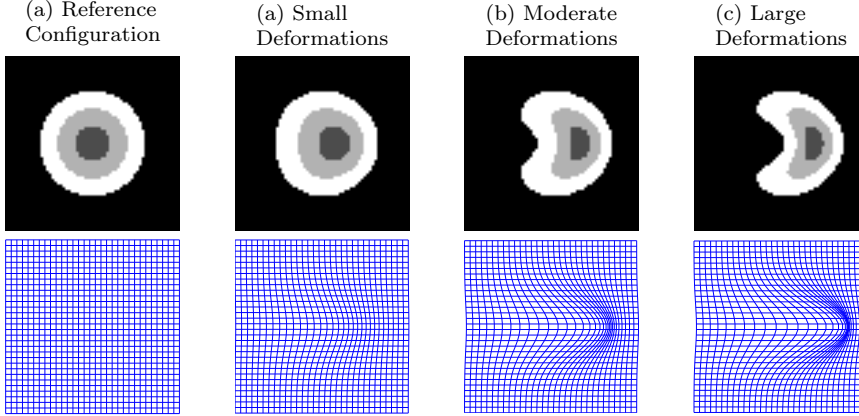 (a) Reference
Configuration
(a) Small
Deformations
(b) Moderate
Deformations
(c) Large
Deformations